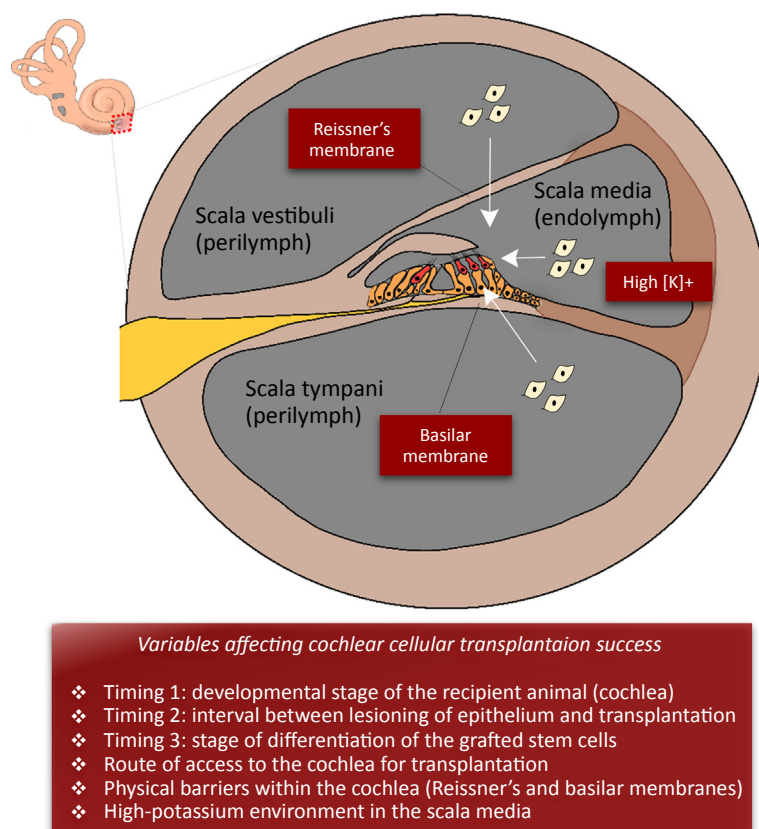 Reissner's
membrane
Scala media
(endolymph)
Scala vestibuli
(perilymph)
High [K]+
Scala tympani
(perilymph)
Basilar
membrane
Variables affecting cochlear cellular transplantaion success
❖ Timing 1: developmental stage of the recipient animal (cochlea)
❖ Timing 2: interval between lesioning of epithelium and transplantation
❖ Timing 3: stage of differentiation of the grafted stem cells
❖ Route of access to the cochlea for transplantation
❖ Physical barriers within the cochlea (Reissner's and basilar membranes)
❖ High-potassium environment in the scala media